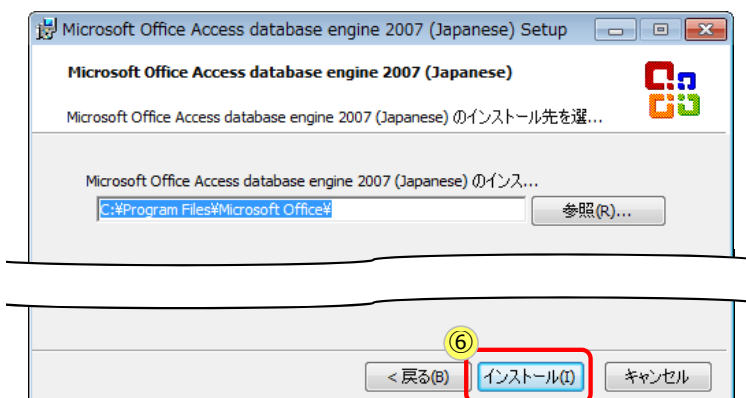 Microsoft Office Access database engine 2007 (Japanese) Setup
Microsoft Office Access database engine 2007 (Japanese)
Microsoft Office Access database engine 2007 (Japanese) のインストール先を選...
Microsoft Office Access database engine 2007 (Japanese) のインス...
C:¥Program Files¥Microsoft Office¥
参照(R)...
⑥
< 戻る(B)
インストール(I)
キャンセル